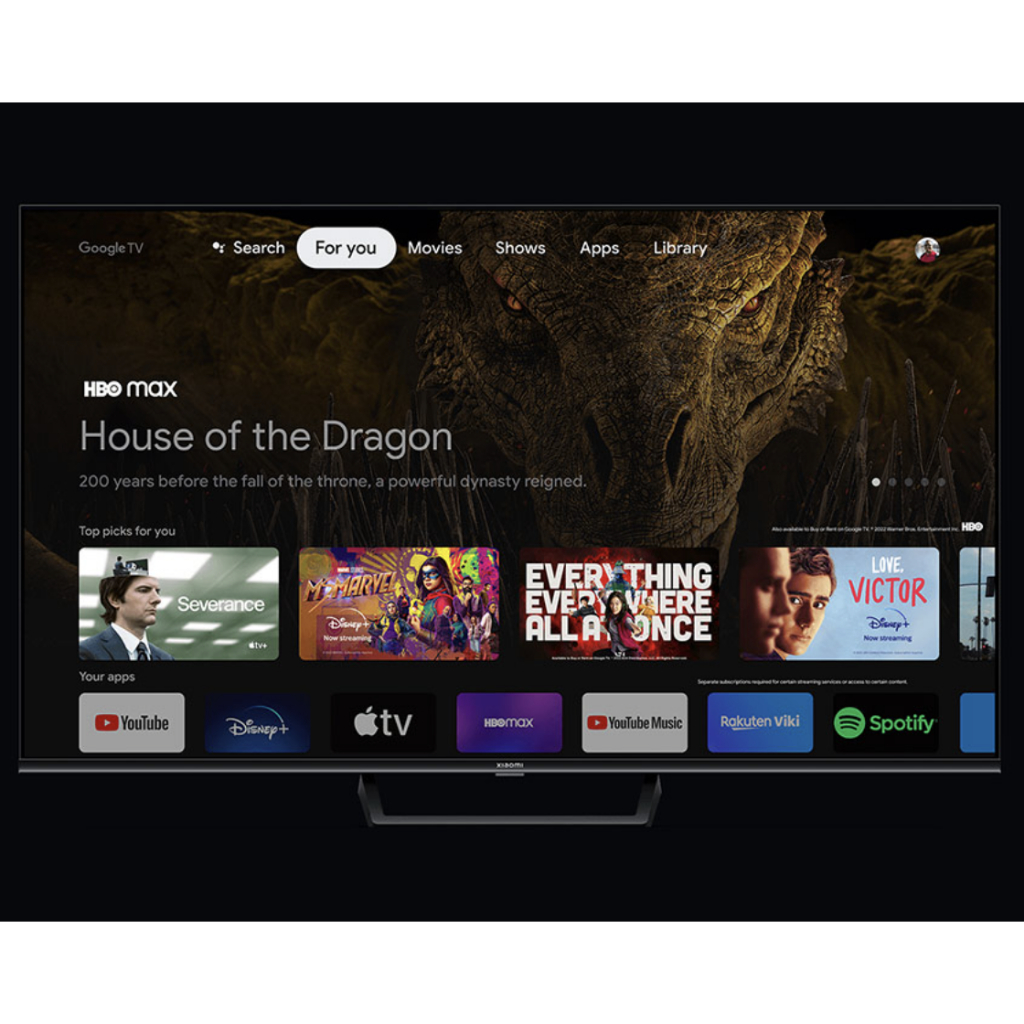 Google TV
Search
For you
Movies
Shows
Apps
Library
HBO max
House of the Dragon
200 years before the fall of the throne, a powerful dynasty reigned.
Top picks for you
Also available to Buy or Rent on Google TV. © 2022 Warner Bros. Entertainment Inc. HBO
Severance
tv+
MARVEL STUDIOS
MS. MARVEL
Disney+
Now streaming
EVERYTHING
EVERYWHERE
ALL AT ONCE
LOVE,
VICTOR
Disney+
Now streaming
Your apps
Separate subscriptions required for certain streaming services or access to certain content.
YouTube
Disney+
tv
HBOmax
YouTube Music
Rakuten Viki
Spotify
xiaomi